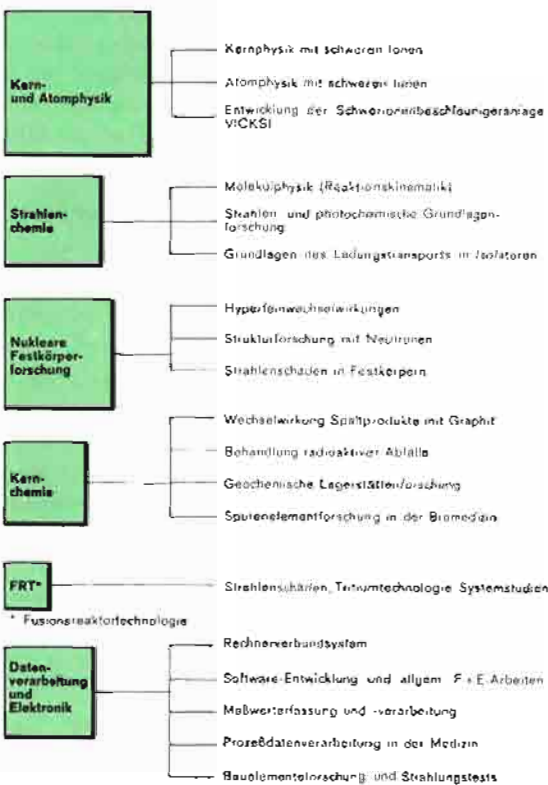 Kern-
und Atomphysik
Kernphysik mit schweren Ionen
Atomphysik mit schweren Ionen
Entwicklung der Schwerionenbeschleunigeranlage
VICKSI
Strahlen-
chemie
Molekülphysik (Reaktionskinematik)
Strahlen- und photochemische Grundlagen-
forschung
Grundlagen des Ladungstransports in Isolatoren
Nukleare
Festkörper-
forschung
Hyperfeinwechselwirkungen
Strukturforschung mit Neutronen
Strahlenschäden in Festkörpern
Kern-
chemie
Wechselwirkung Spaltprodukte mit Graphit
Behandlung radioaktiver Abfälle
Geochemische Lagerstättenforschung
Spurenelementforschung in der Biomedizin
FRT*
Strahlenschäden, Tritiumtechnologie Systemstudien
* Fusionsreaktortechnologie
Daten-
verarbeitung
und
Elektronik
Rechnerverbundsystem
Software-Entwicklung und allgem. F+E-Arbeiten
Meßwerterfassung und -verarbeitung
Prozeßdatenverarbeitung in der Medizin
Bauelementeforschung und Strahlungstests